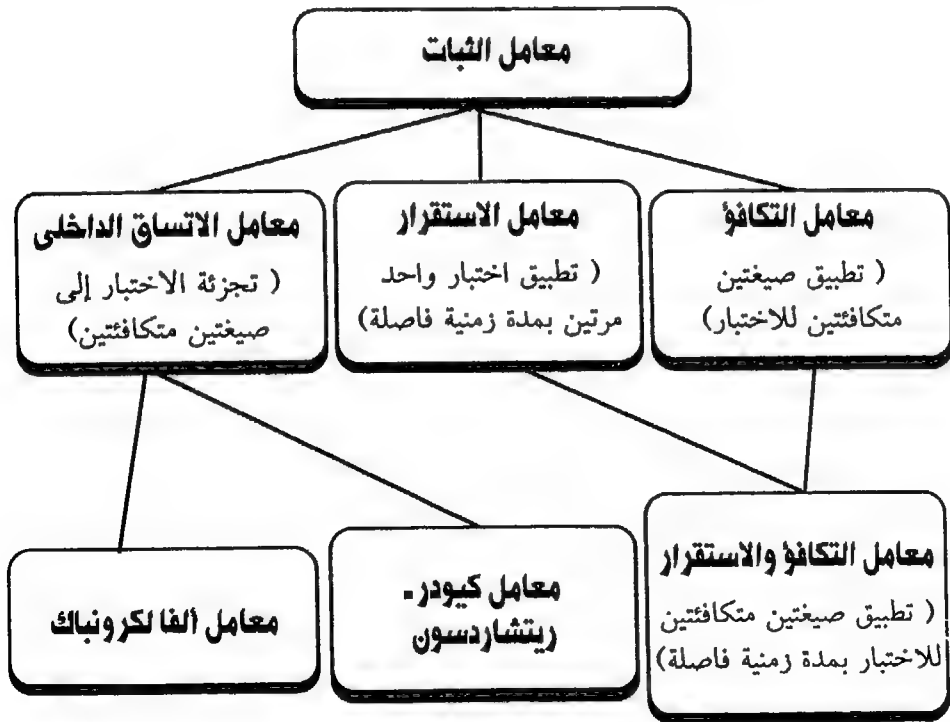 معامل الثبات
معامل التكافؤ
( تطبيق صيغتين
متكافئتين للاختبار)
معامل الاستقرار
( تطبيق اختبار واحد
مرتين بمدة زمنية فاصلة)
معامل الاتساق الداخلى
( تجزئة الاختبار إلى
صيغتين متكافئتين)
معامل التكافؤ والاستقرار
( تطبيق صيغتين متكافئتين
للاختبار بمدة زمنية فاصلة)
معامل كيودر-
ريتشاردسون
معامل ألفا لكرونباك